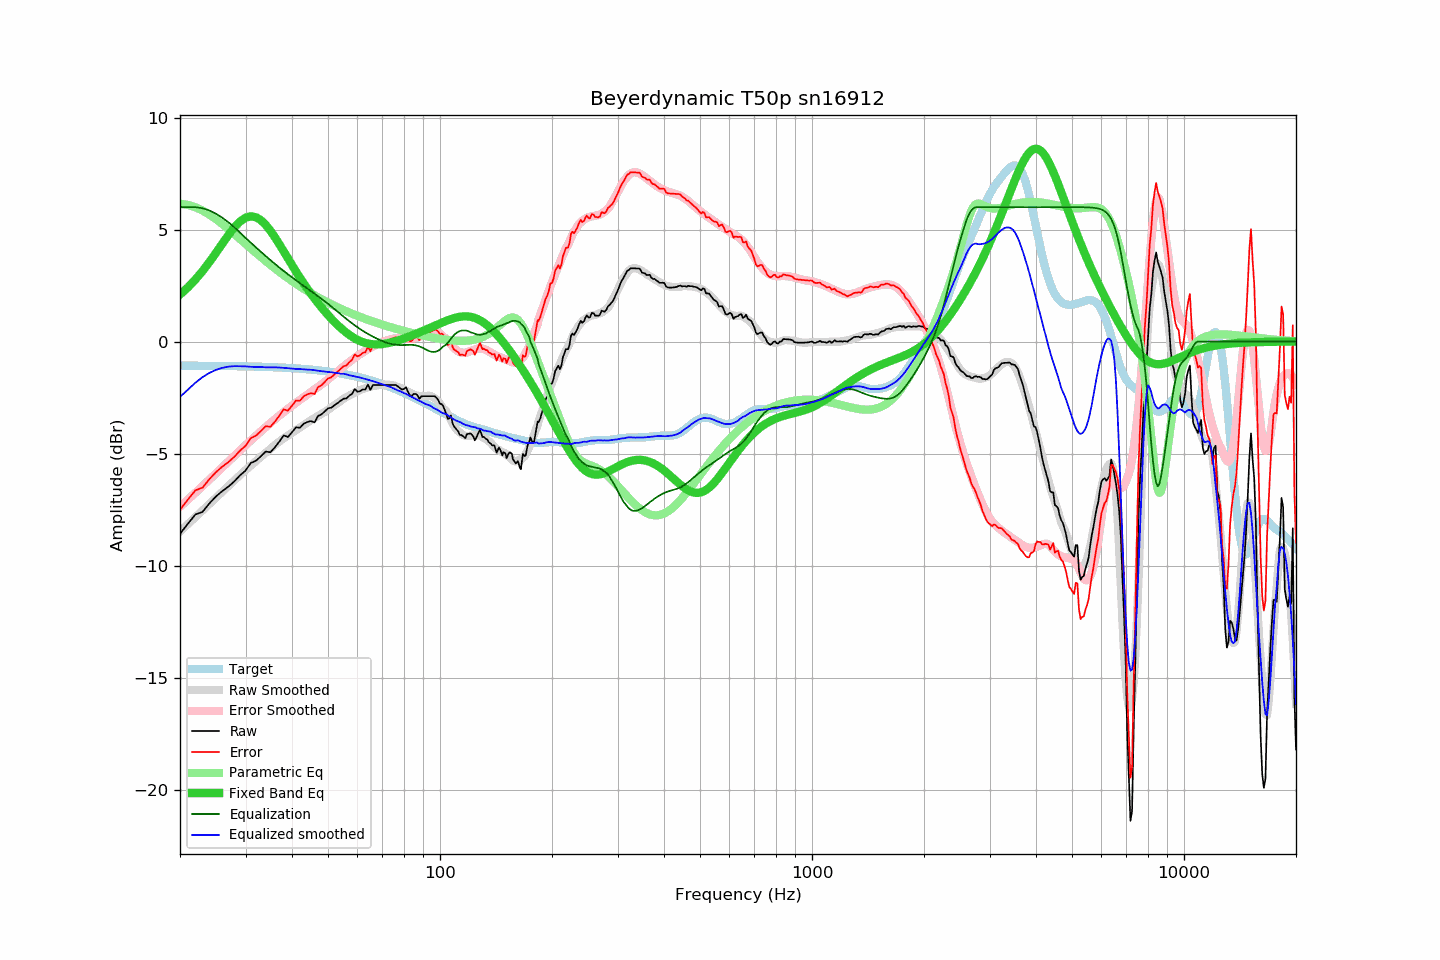 Beyerdynamic T50p sn16912
10
5
0
−5
−10
−15
−20
Amplitude (dBr)
Target
Raw Smoothed
Error Smoothed
Raw
Error
Parametric Eq
Fixed Band Eq
Equalization
Equalized smoothed
100
1000
10000
Frequency (Hz)